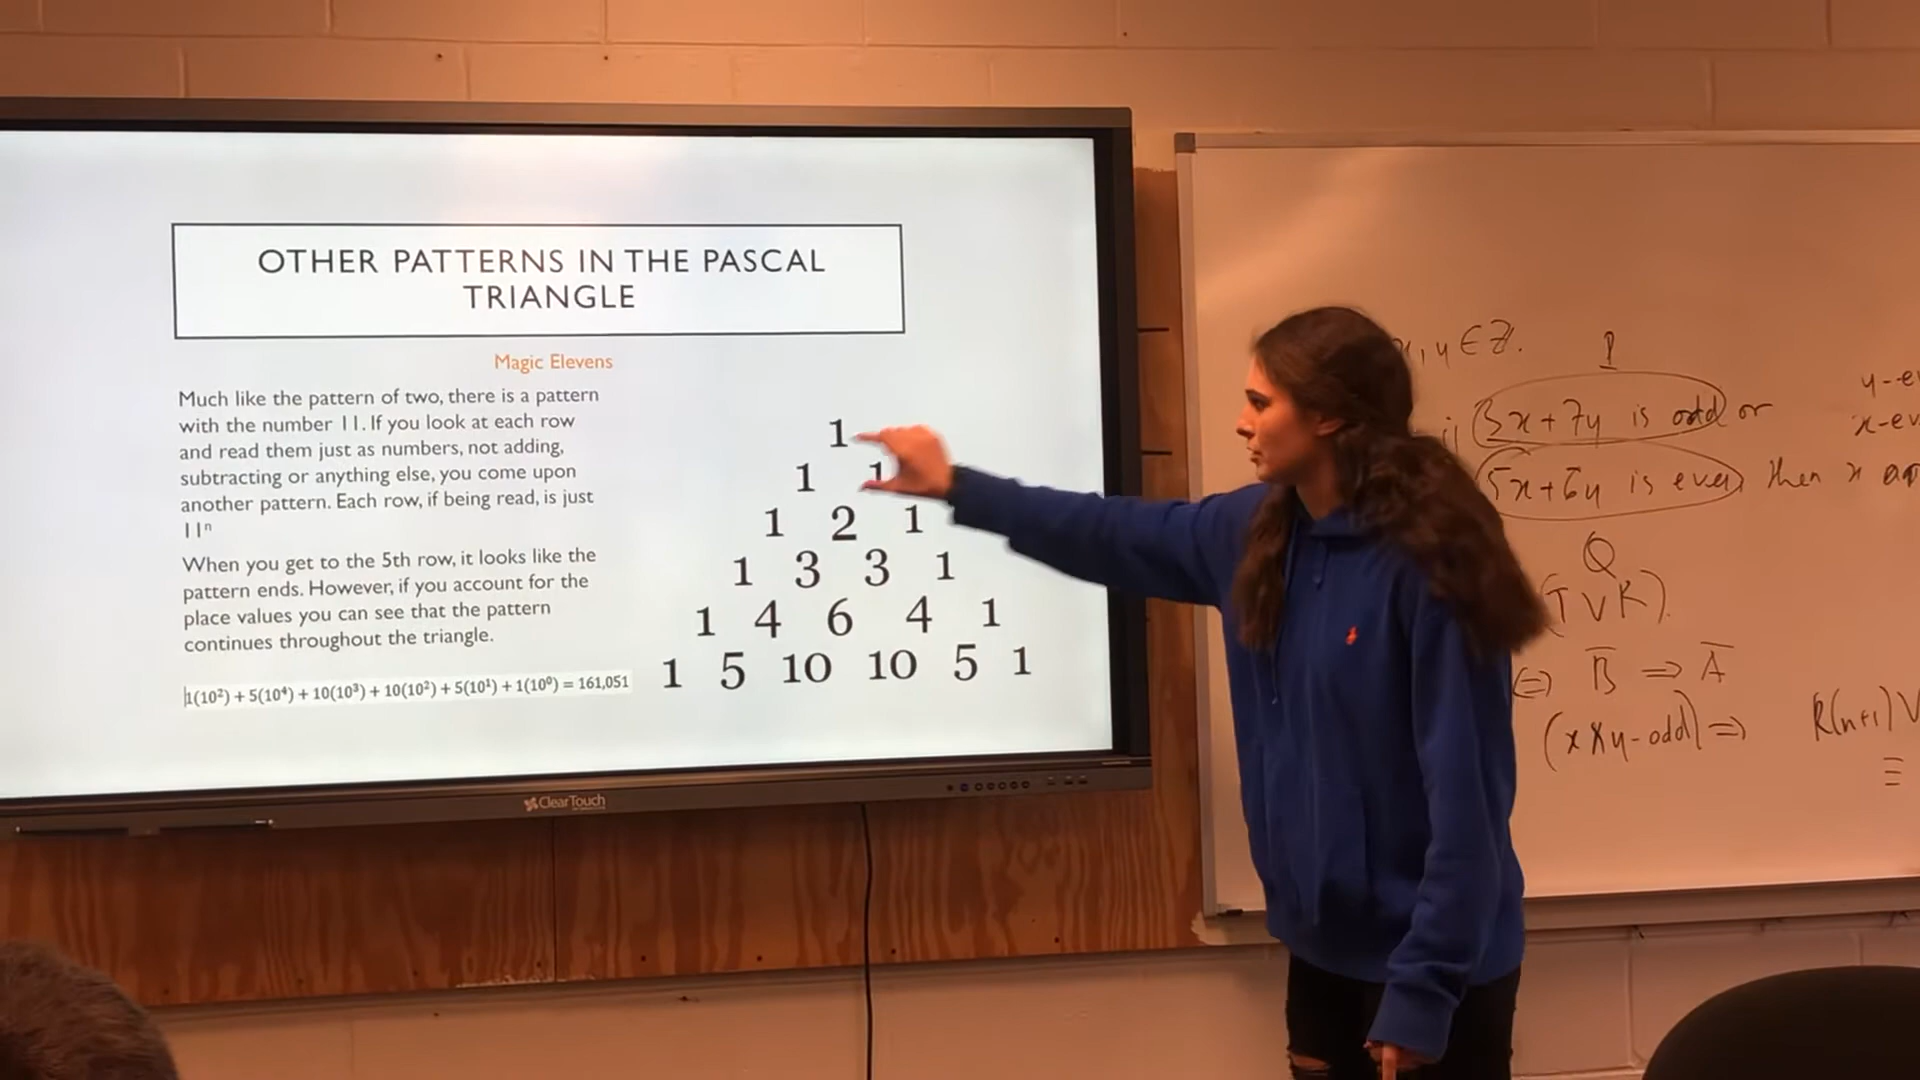 OTHER PATTERNS IN THE PASCAL
TRIANGLE
Magic Elevens
Much like the pattern of two, there is a pattern
with the number 11. If you look at each row
and read them just as numbers, not adding,
subtracting or anything else, you come upon
another pattern. Each row, if being read, is just
11ⁿ
When you get to the 5th row, it looks like the
pattern ends. However, if you account for the
place values you can see that the pattern
continues throughout the triangle.
1(10²) + 5(10⁴) + 10(10³) + 10(10²) + 5(10¹) + 1(10⁰) = 161,051
1
1 1
1 2 1
1 3 3 1
1 4 6 4 1
1 5 10 10 5 1
ClearTouch
, y ∈ ℤ.
P
3x+7y is odd or
5x+6y is even, then x
Q
(T ∨ K).
⇔ B̅ ⇒ A̅
(x X y-odd) ⇒
R(n+1) V
≡